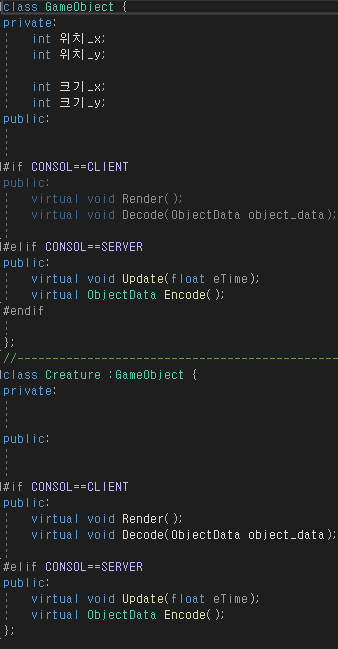 class GameObject {
private:
    int 위치_x;
    int 위치_y;
    int 크기_x;
    int 크기_y;
public:
#if CONSOL==CLIENT
public:
    virtual void Render();
    virtual void Decode(ObjectData object_data);
#elif CONSOL==SERVER
public:
    virtual void Update(float eTime);
    virtual ObjectData Encode();
#endif
};
//-----------------------------------------------
class Creature :GameObject {
private:
public:
#if CONSOL==CLIENT
public:
    virtual void Render();
    virtual void Decode(ObjectData object_data);
#elif CONSOL==SERVER
public:
    virtual void Update(float eTime);
    virtual ObjectData Encode();
};